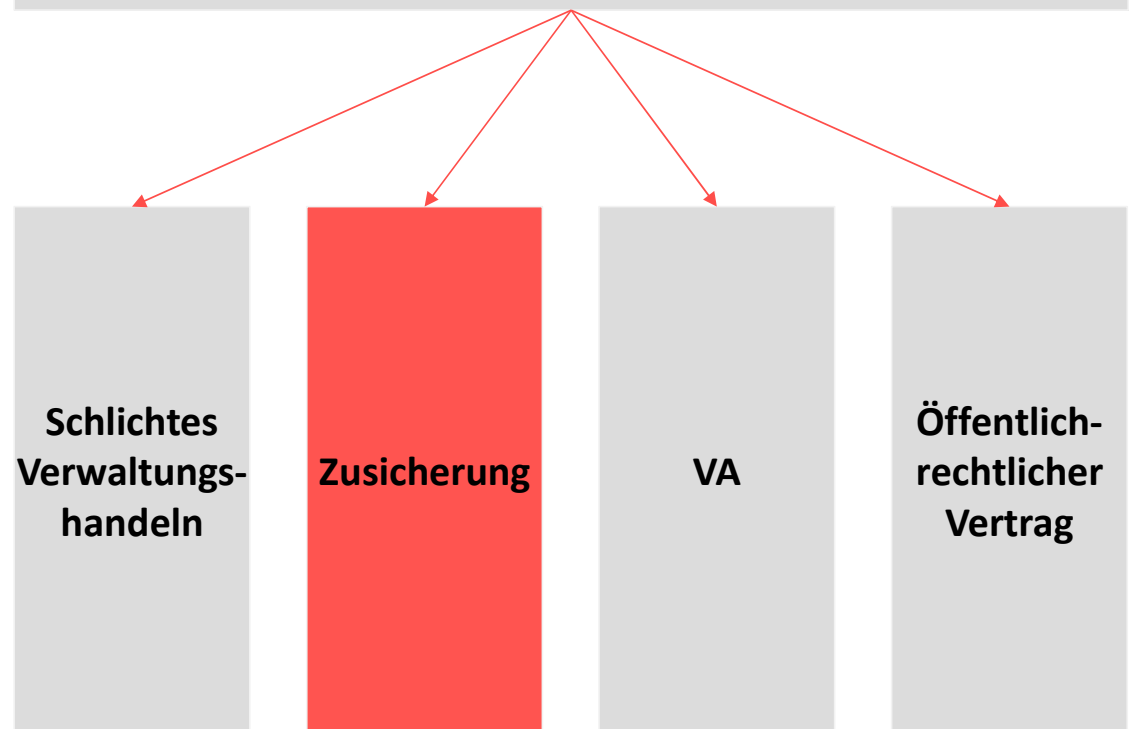 Schlichtes
Verwaltungs-
handeln
Zusicherung
VA
Öffentlich-
rechtlicher
Vertrag